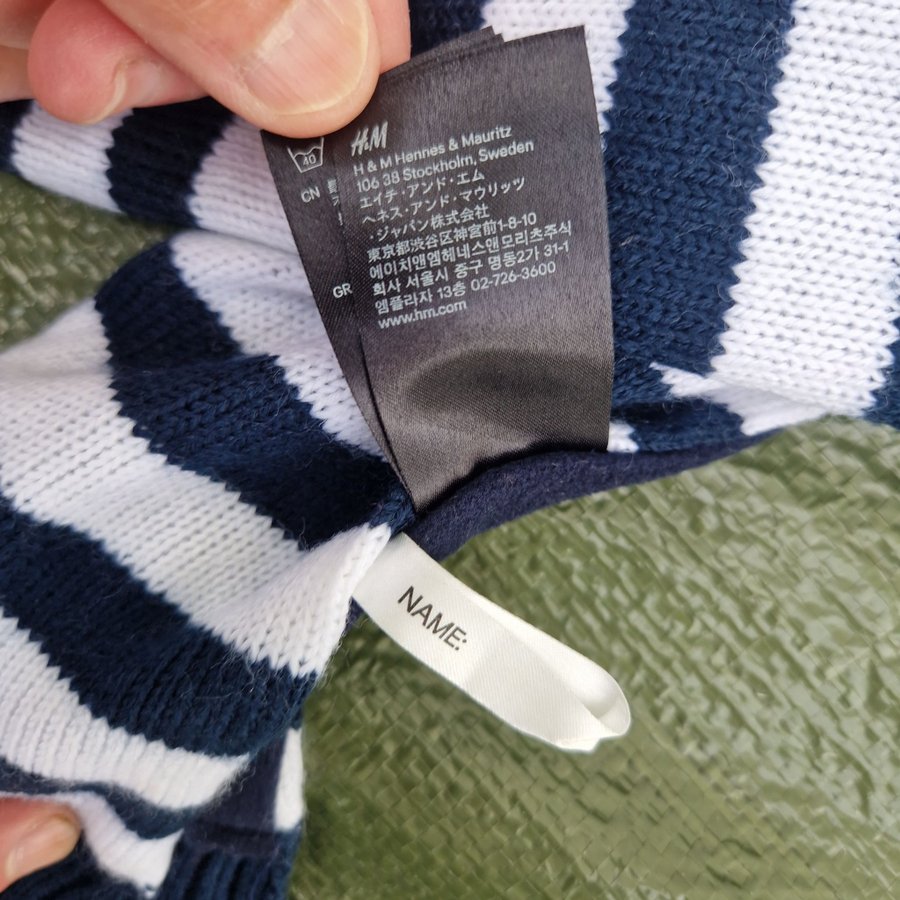 H&M
H & M Hennes & Mauritz
106 38 Stockholm, Sweden
エイチ・アンド・エム
ヘネス・アンド・マウリッツ
・ジャパン株式会社
東京都渋谷区神宮前1-8-10
에이치앤엠헤네스앤모리츠주식
회사 서울시 중구 명동2가 31-1
엠플라자 13층 02-726-3600
www.hm.com
40
CN
GR
NAME: